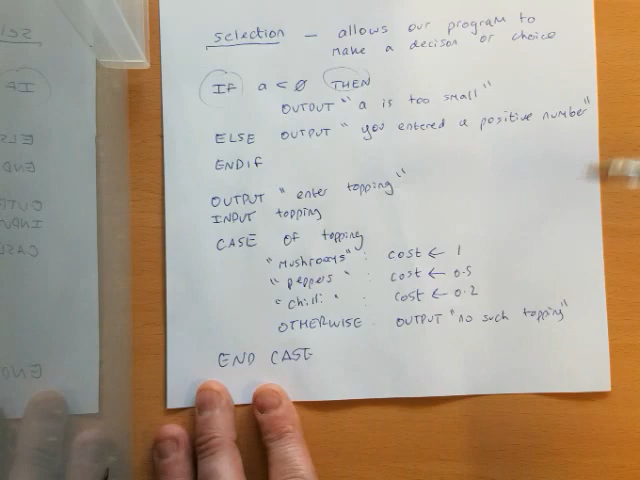 selection – allows our program to
make a decison or choice
IF a < 0 THEN
OUTPUT "a is too small"
ELSE OUTPUT "you entered a positive number"
ENDIF
OUTPUT "enter topping"
INPUT topping
CASE OF topping
"Mushrooms" : cost ← 1
"peppers" : cost ← 0.5
"chilli" : cost ← 0.2
OTHERWISE OUTPUT "no such topping"
END CASE